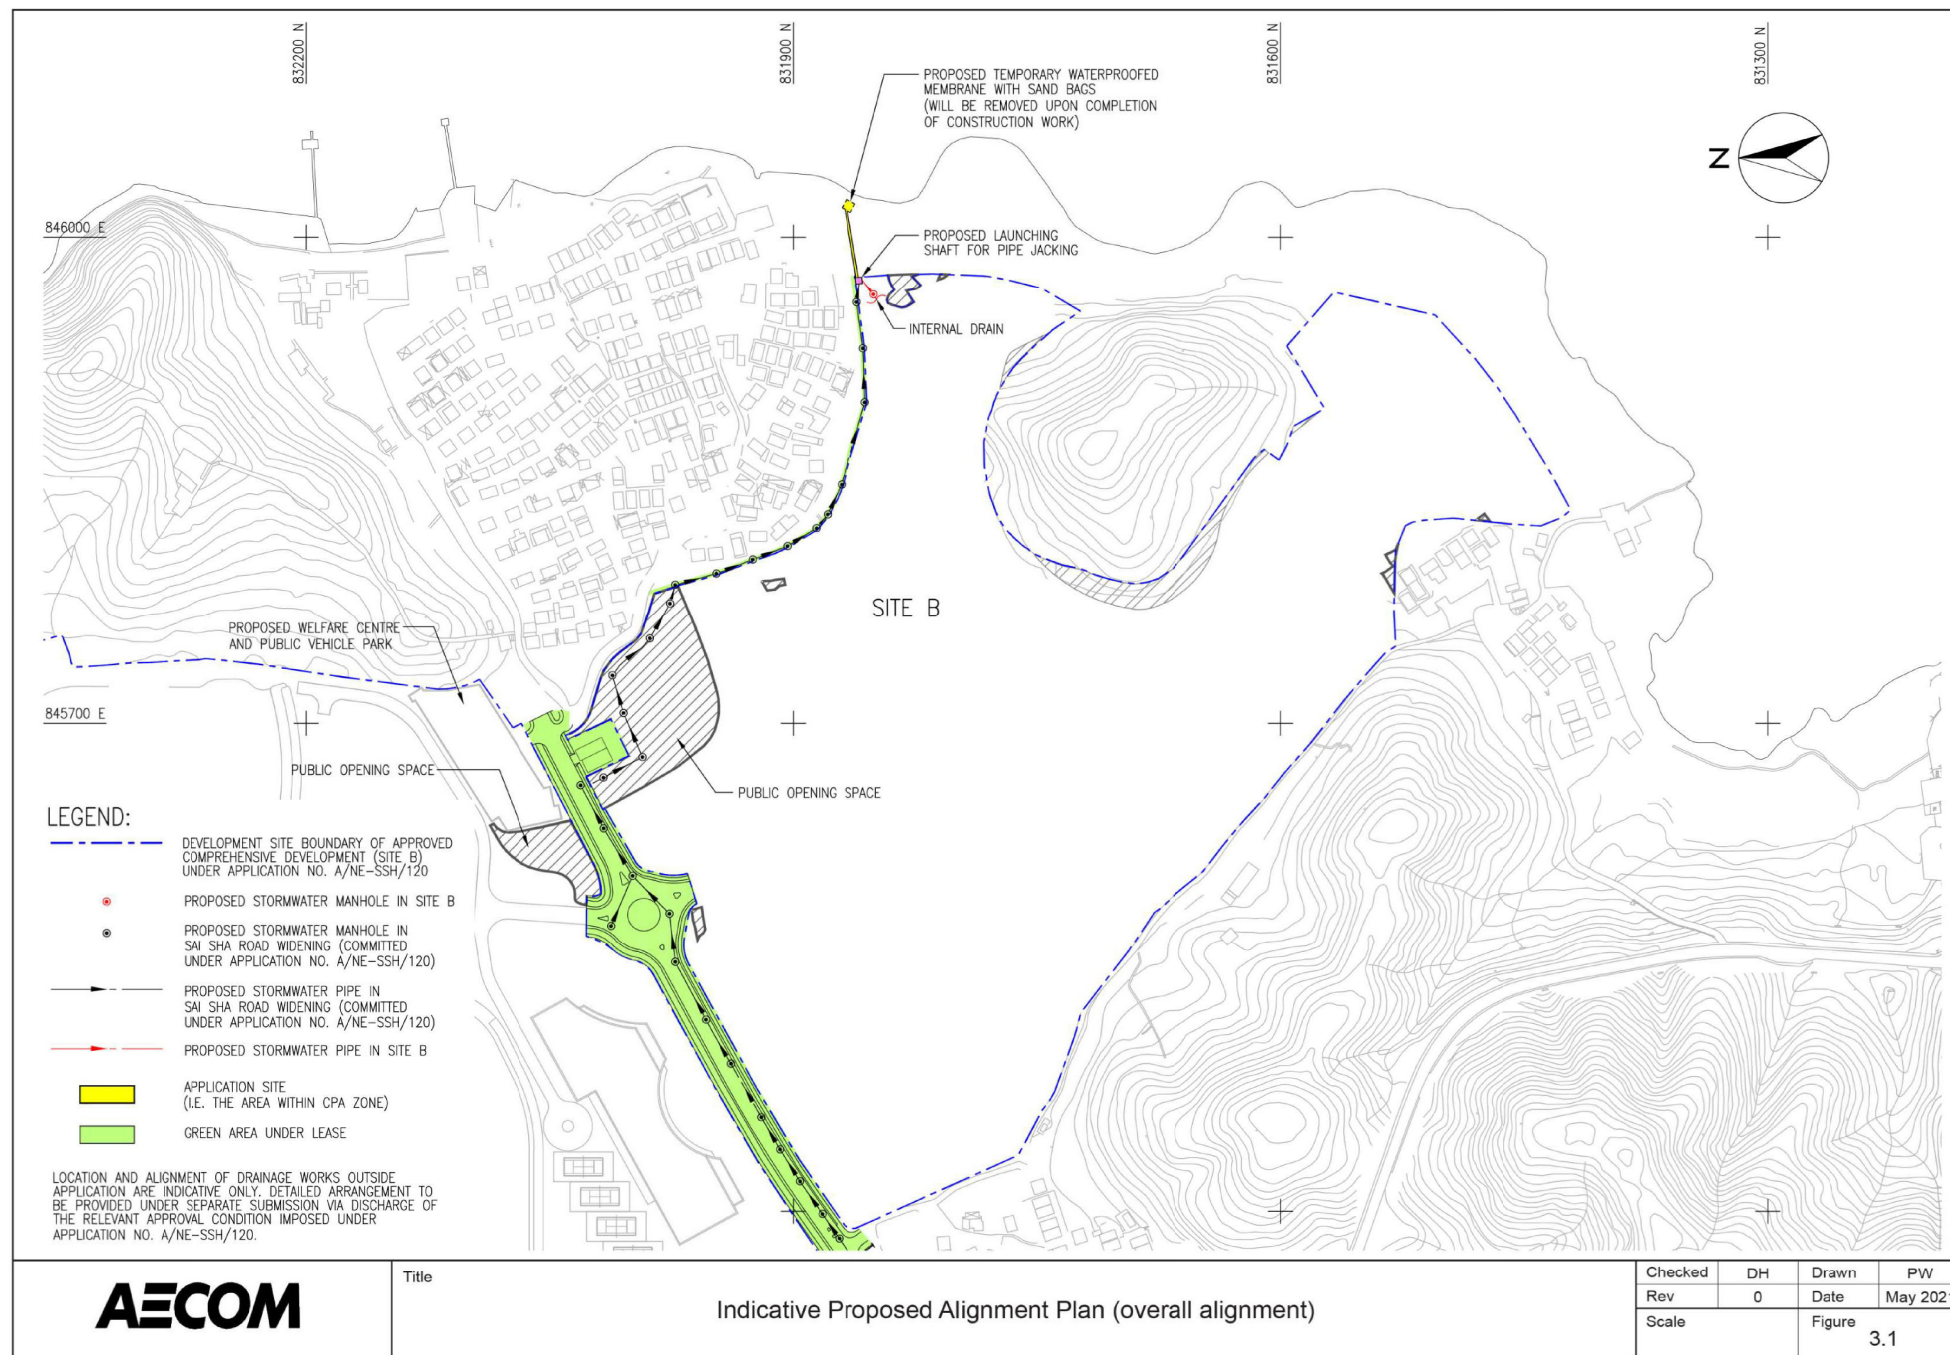 832200 N
831900 N
831600 N
831300 N
PROPOSED TEMPORARY WATERPROOFED
MEMBRANE WITH SAND BAGS
(WILL BE REMOVED UPON COMPLETION
OF CONSTRUCTION WORK)
Z
846000 E
PROPOSED LAUNCHING
SHAFT FOR PIPE JACKING
INTERNAL DRAIN
SITE B
PROPOSED WELFARE CENTRE
AND PUBLIC VEHICLE PARK
845700 E
PUBLIC OPENING SPACE
PUBLIC OPENING SPACE
LEGEND:
DEVELOPMENT SITE BOUNDARY OF APPROVED
COMPREHENSIVE DEVELOPMENT (SITE B)
UNDER APPLICATION NO. A/NE-SSH/120
PROPOSED STORMWATER MANHOLE IN SITE B
PROPOSED STORMWATER MANHOLE IN
SAI SHA ROAD WIDENING (COMMITTED
UNDER APPLICATION NO. A/NE-SSH/120)
PROPOSED STORMWATER PIPE IN
SAI SHA ROAD WIDENING (COMMITTED
UNDER APPLICATION NO. A/NE-SSH/120)
PROPOSED STORMWATER PIPE IN SITE B
APPLICATION SITE
(I.E. THE AREA WITHIN CPA ZONE)
GREEN AREA UNDER LEASE
LOCATION AND ALIGNMENT OF DRAINAGE WORKS OUTSIDE
APPLICATION ARE INDICATIVE ONLY. DETAILED ARRANGEMENT TO
BE PROVIDED UNDER SEPARATE SUBMISSION VIA DISCHARGE OF
THE RELEVANT APPROVAL CONDITION IMPOSED UNDER
APPLICATION NO. A/NE-SSH/120.
AECOM
Title
Indicative Proposed Alignment Plan (overall alignment)
Checked DH Drawn PW
Rev 0 Date May 2021
Scale Figure
3.1